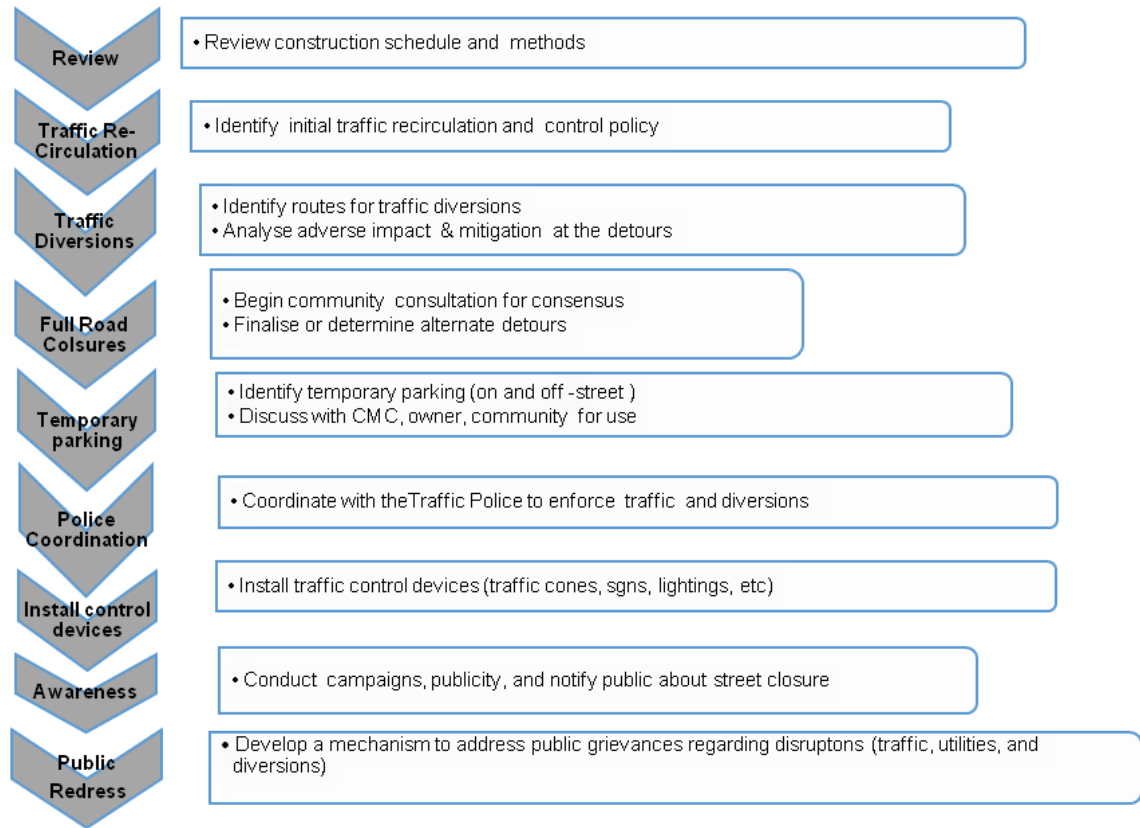 Review
• Review construction schedule and methods
Traffic Re-
Circulation
• Identify initial traffic recirculation and control policy
Traffic
Diversions
• Identify routes for traffic diversions
• Analyse adverse impact & mitigation at the detours
Full Road
Colsures
• Begin community consultation for consensus
• Finalise or determine alternate detours
Temporary
parking
• Identify temporary parking (on and off -street )
• Discuss with CMC, owner, community for use
Police
Coordination
• Coordinate with theTraffic Police to enforce traffic and diversions
Install control
devices
• Install traffic control devices (traffic cones, sgns, lightings, etc)
Awareness
• Conduct campaigns, publicity, and notify public about street closure
Public
Redress
• Develop a mechanism to address public grievances regarding disruptons (traffic, utilities, and
diversions)